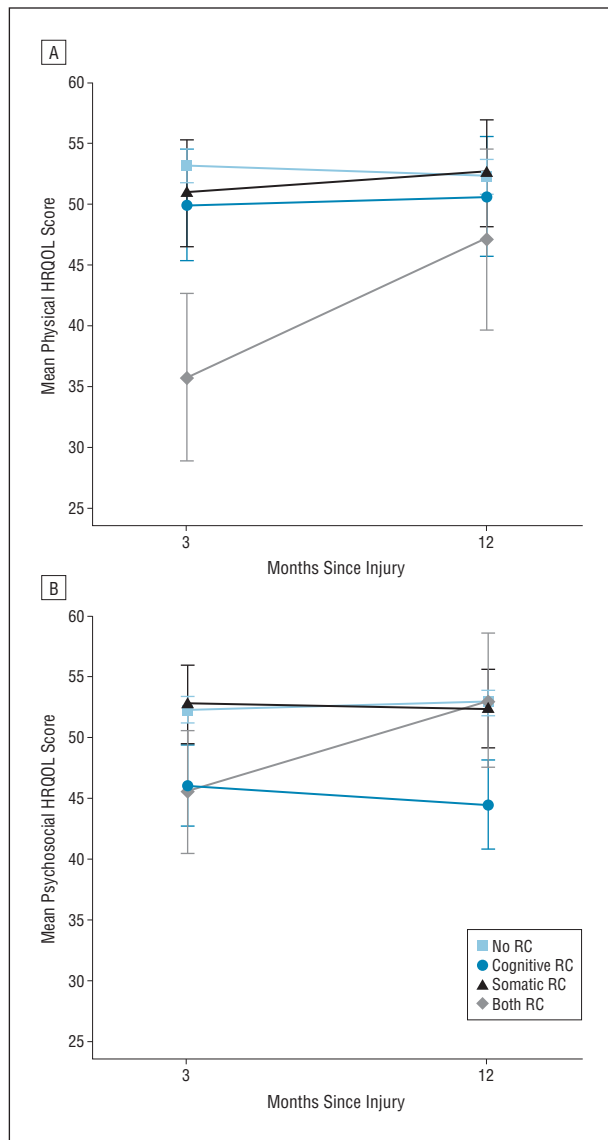 A
60
55
50
45
40
35
30
25
Mean Physical HRQOL Score
3
12
Months Since Injury
B
60
55
50
45
40
35
30
25
Mean Psychosocial HRQOL Score
No RC
Cognitive RC
Somatic RC
Both RC
3
12
Months Since Injury